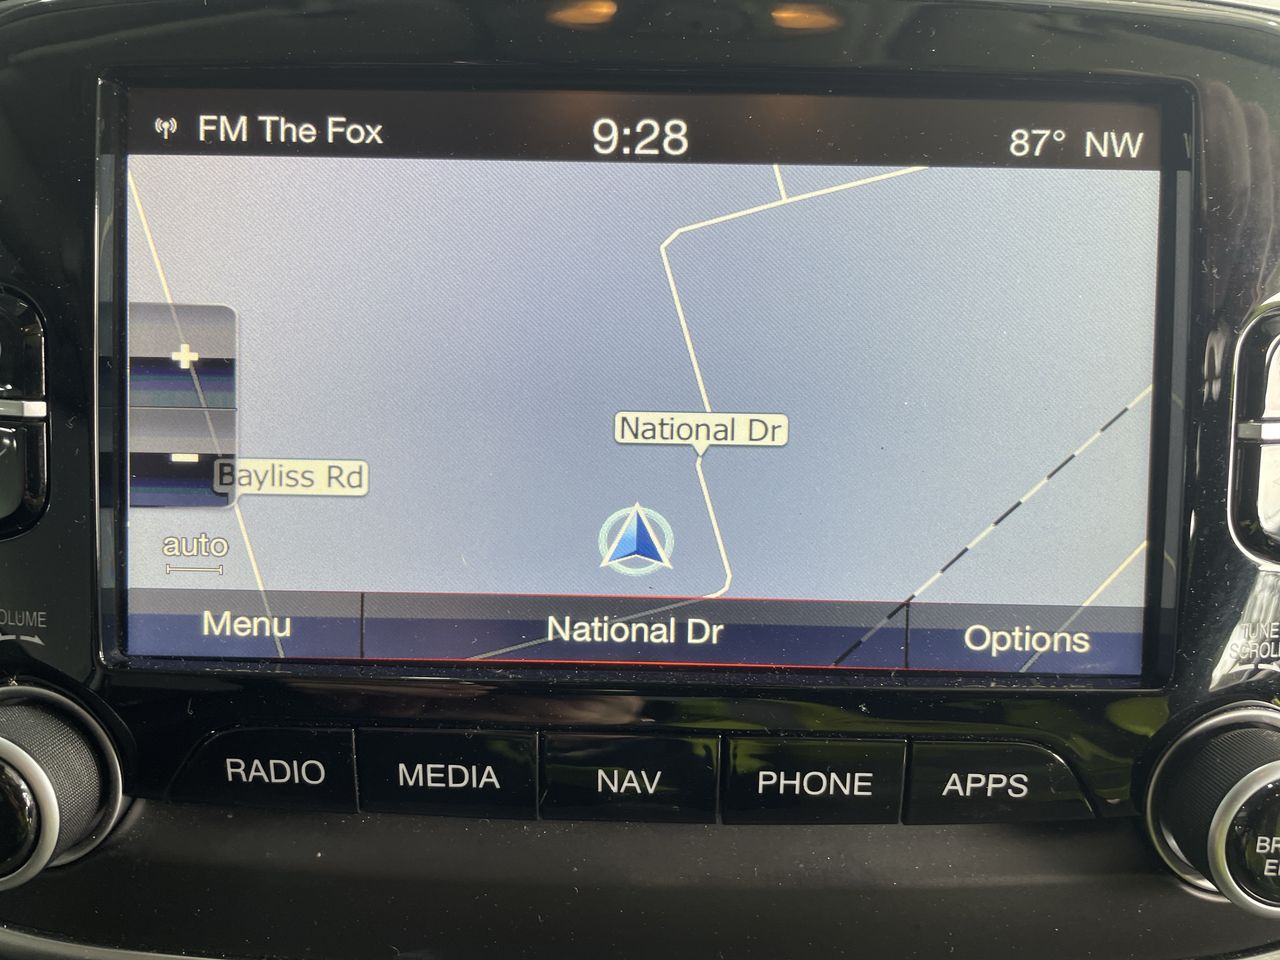 FM The Fox
9:28
87° NW
+
National Dr
-
Bayliss Rd
auto
Menu
National Dr
Options
RADIO
MEDIA
NAV
PHONE
APPS
SCROLL